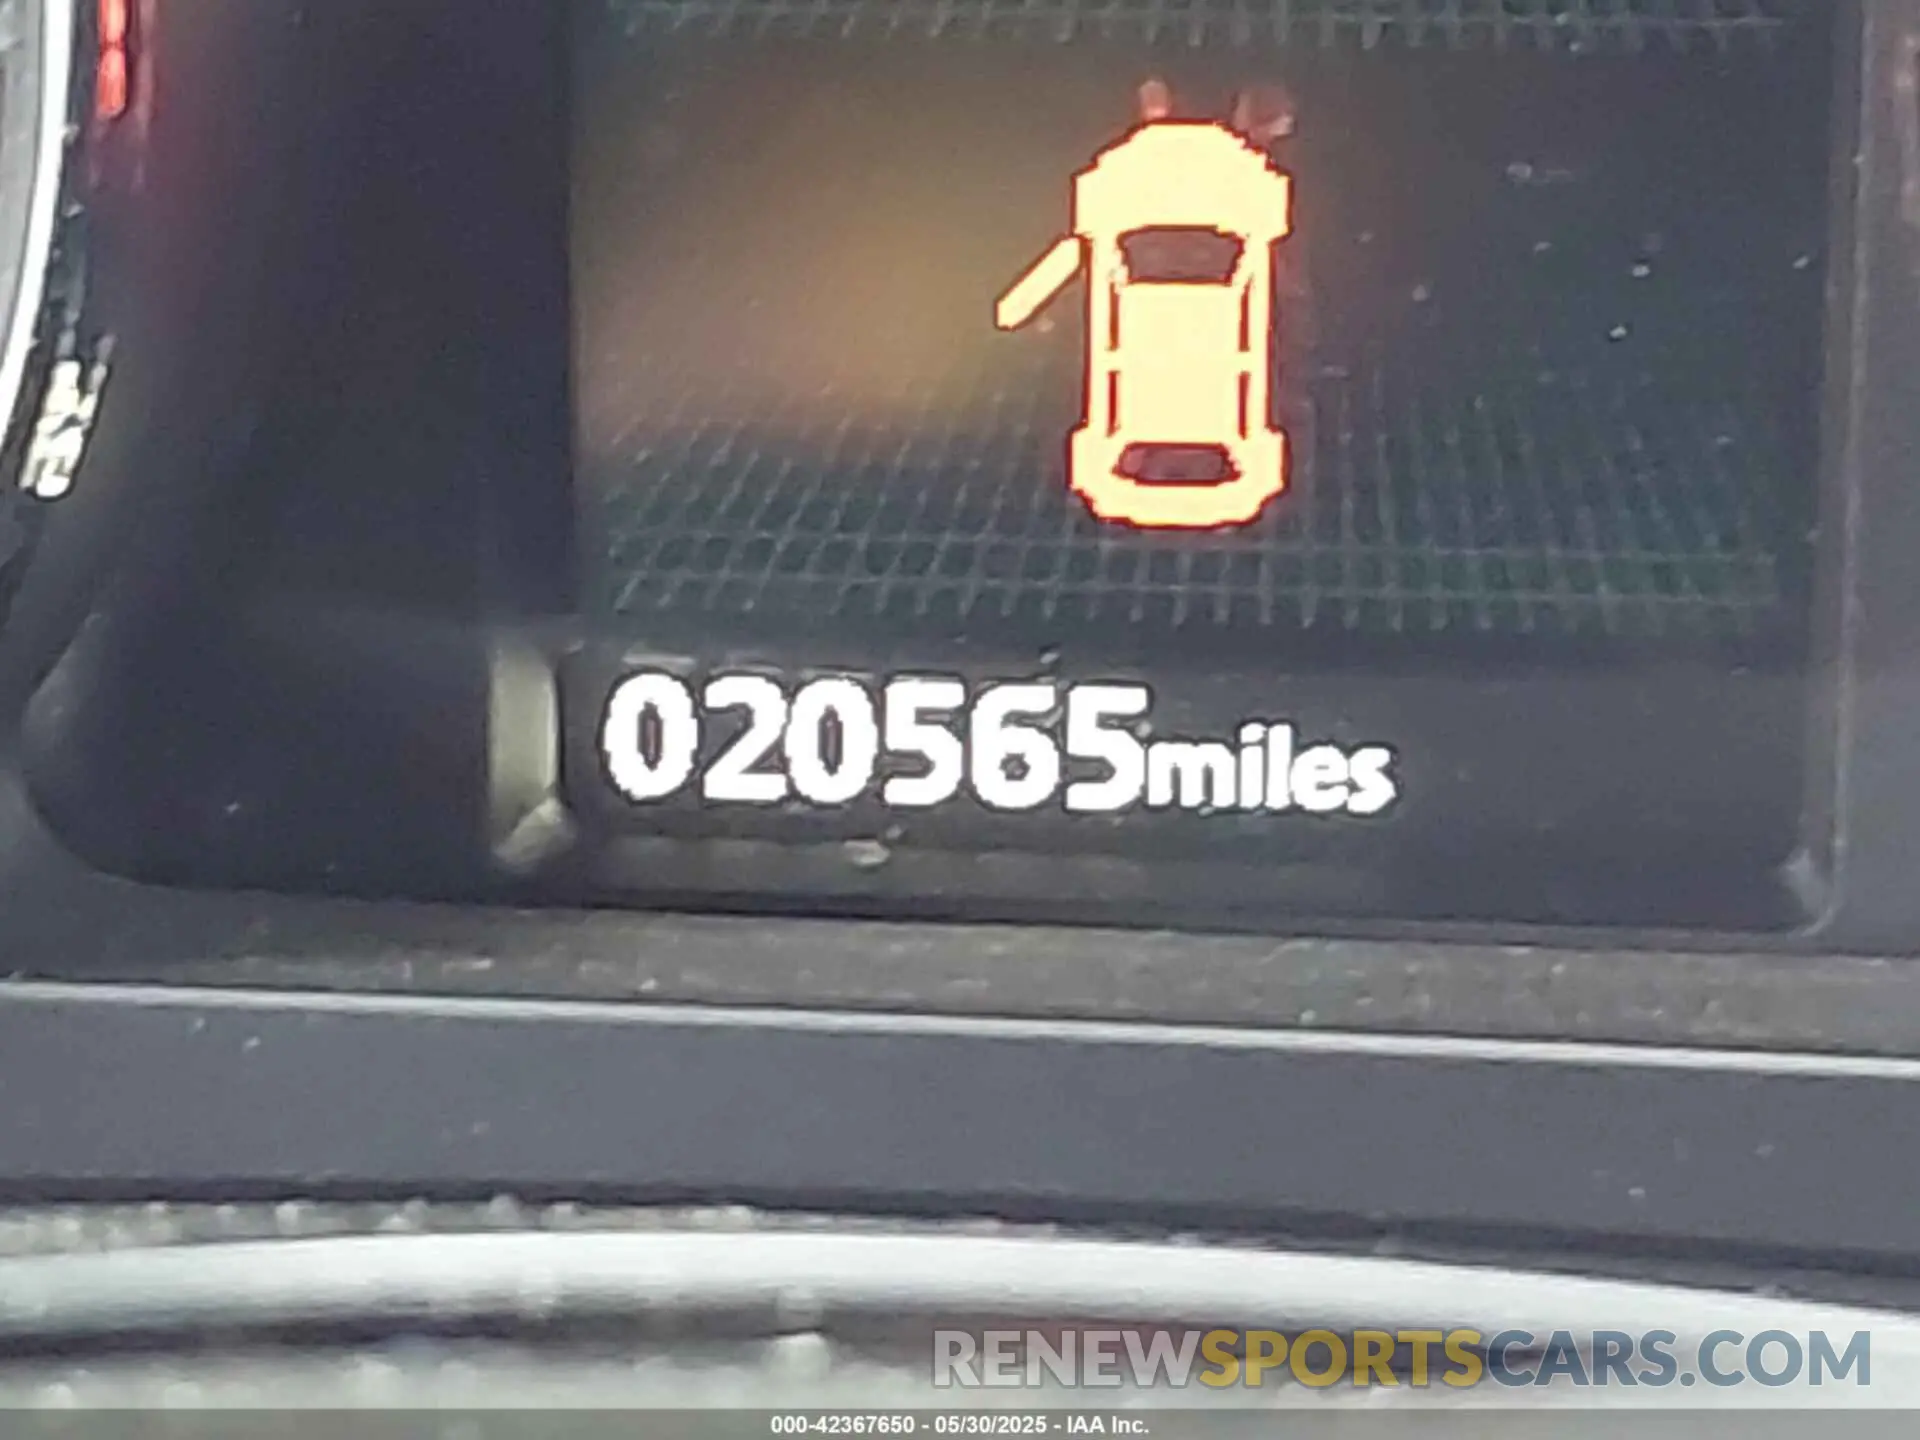 020565miles
RENEWSPORTSCARS.COM
000-42367650 - 05/30/2025 - IAA Inc.